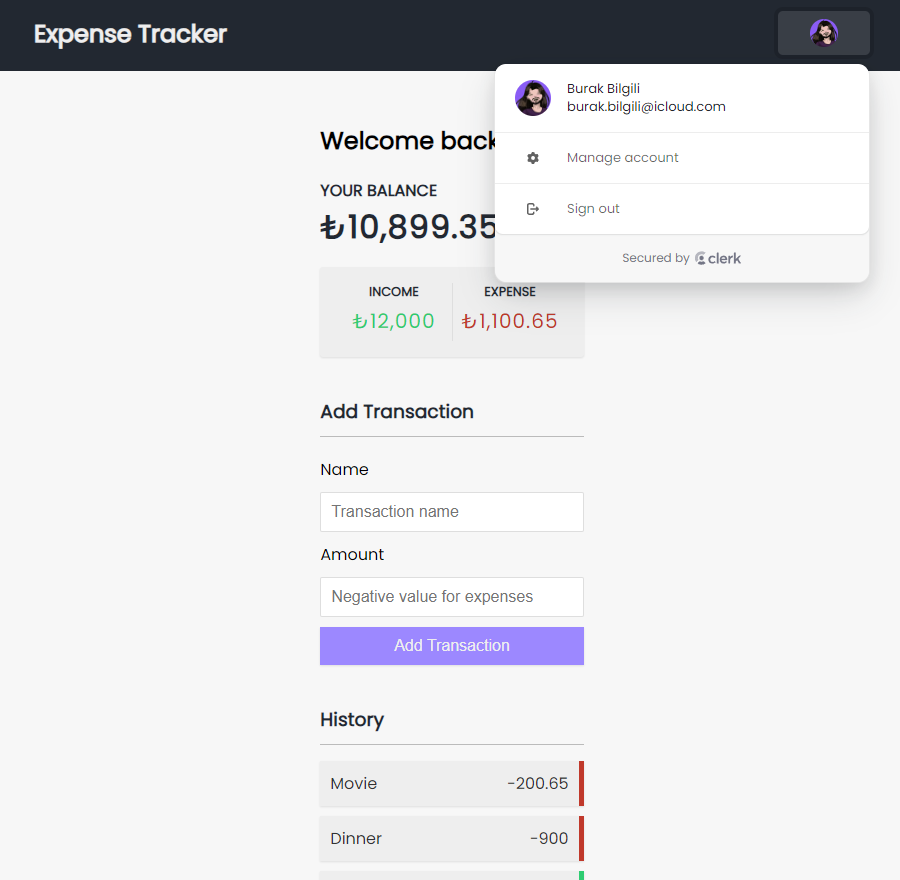 Expense Tracker
Burak Bilgili
burak.bilgili@icloud.com
Manage account
Sign out
Secured by clerk
Welcome back
YOUR BALANCE
₺10,899.35
INCOME
₺12,000
EXPENSE
₺1,100.65
Add Transaction
Name
Transaction name
Amount
Negative value for expenses
Add Transaction
History
Movie -200.65
Dinner -900